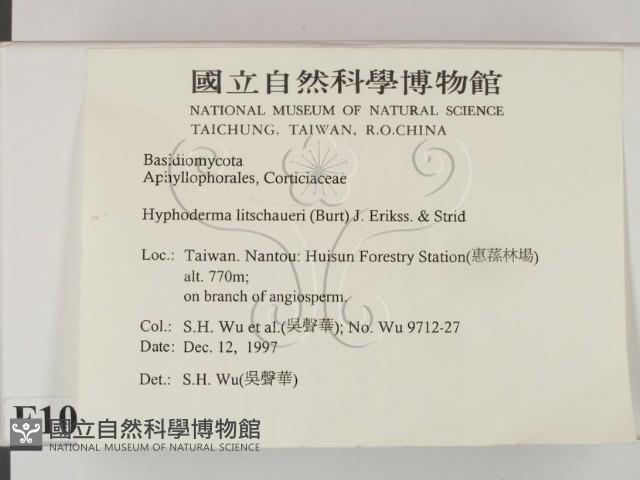 國立自然科學博物館
NATIONAL MUSEUM OF NATURAL SCIENCE
TAICHUNG, TAIWAN, R.O.CHINA
Basidiomycota
Aphyllophorales, Corticiaceae
Hyphoderma litschaueri (Burt) J. Erikss. & Strid
Loc.: Taiwan. Nantou: Huisun Forestry Station(惠蓀林場)
alt. 770m;
on branch of angiosperm.
Col.: S.H. Wu et al.(吳聲華); No. Wu 9712-27
Date: Dec. 12, 1997
Det.: S.H. Wu(吳聲華)
國立自然科學博物館
NATIONAL MUSEUM OF NATURAL SCIENCE